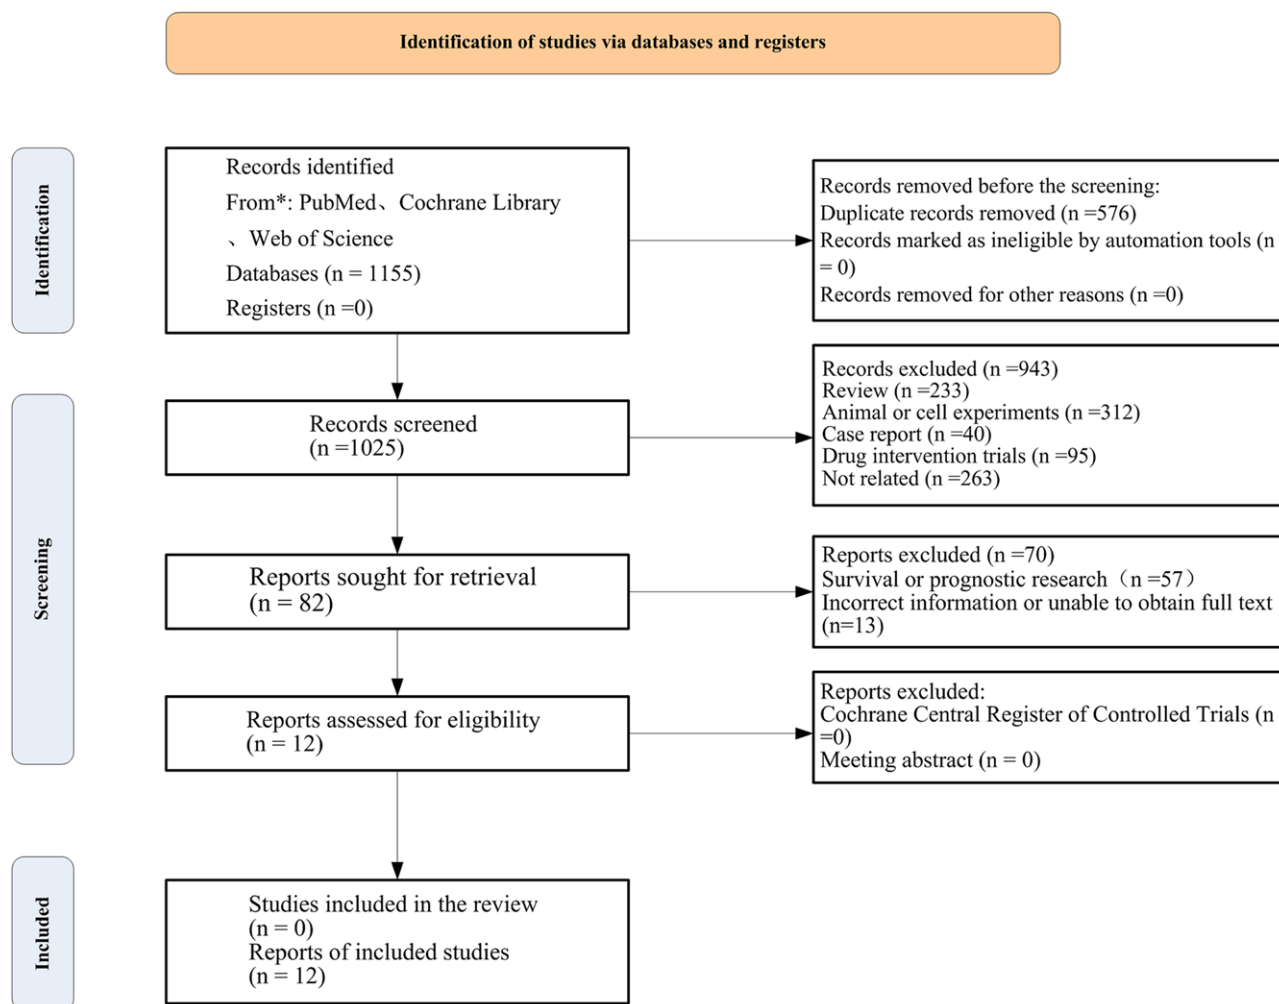 Identification of studies via databases and registers
Identification
Records identified
From*: PubMed、Cochrane Library
、Web of Science
Databases (n = 1155)
Registers (n =0)
Records removed before the screening:
Duplicate records removed (n =576)
Records marked as ineligible by automation tools (n
= 0)
Records removed for other reasons (n =0)
Screening
Records screened
(n =1025)
Records excluded (n =943)
Review (n =233)
Animal or cell experiments (n =312)
Case report (n =40)
Drug intervention trials (n =95)
Not related (n =263)
Reports sought for retrieval
(n = 82)
Reports excluded (n =70)
Survival or prognostic research（n =57）
Incorrect information or unable to obtain full text
(n=13)
Reports assessed for eligibility
(n = 12)
Reports excluded:
Cochrane Central Register of Controlled Trials (n
=0)
Meeting abstract (n = 0)
Included
Studies included in the review
(n = 0)
Reports of included studies
(n = 12)